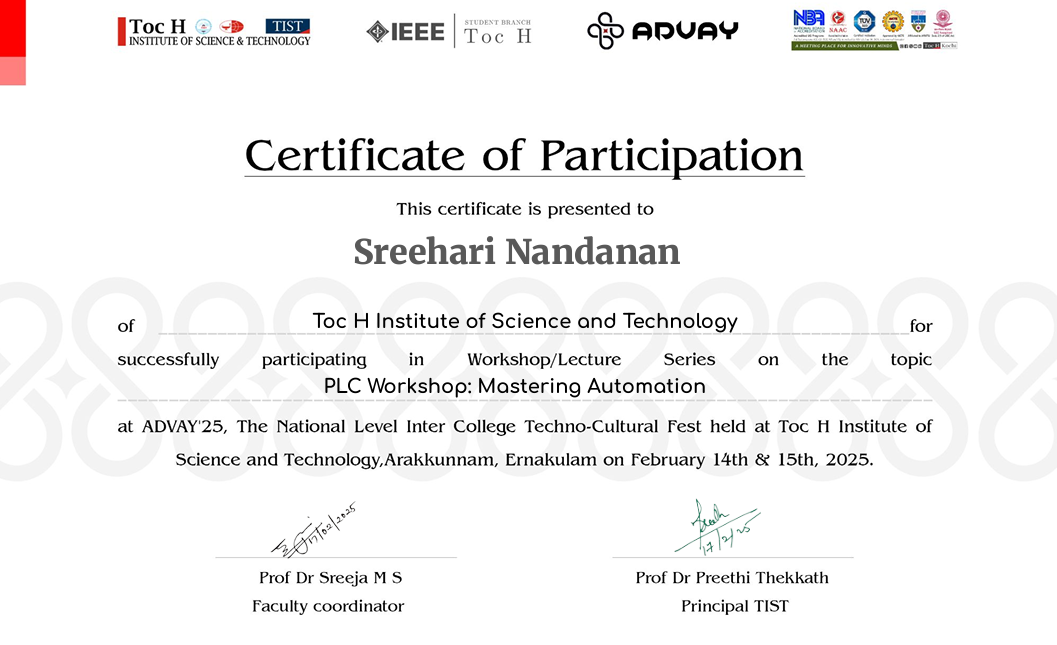 Toc H
INSTITUTE OF SCIENCE & TECHNOLOGY
TIST
IEEE
STUDENT BRANCH
Toc H
ADVAY
NBA
NAAC
A MEETING PLACE FOR INNOVATIVE MINDS
Toc H Kochi
Certificate of Participation
This certificate is presented to
Sreehari Nandanan
of Toc H Institute of Science and Technology for
successfully participating in Workshop/Lecture Series on the topic
PLC Workshop: Mastering Automation
at ADVAY'25, The National Level Inter College Techno-Cultural Fest held at Toc H Institute of
Science and Technology,Arakkunnam, Ernakulam on February 14th & 15th, 2025.
17/02/2025
17/2/25
Prof Dr Sreeja M S
Faculty coordinator
Prof Dr Preethi Thekkath
Principal TIST